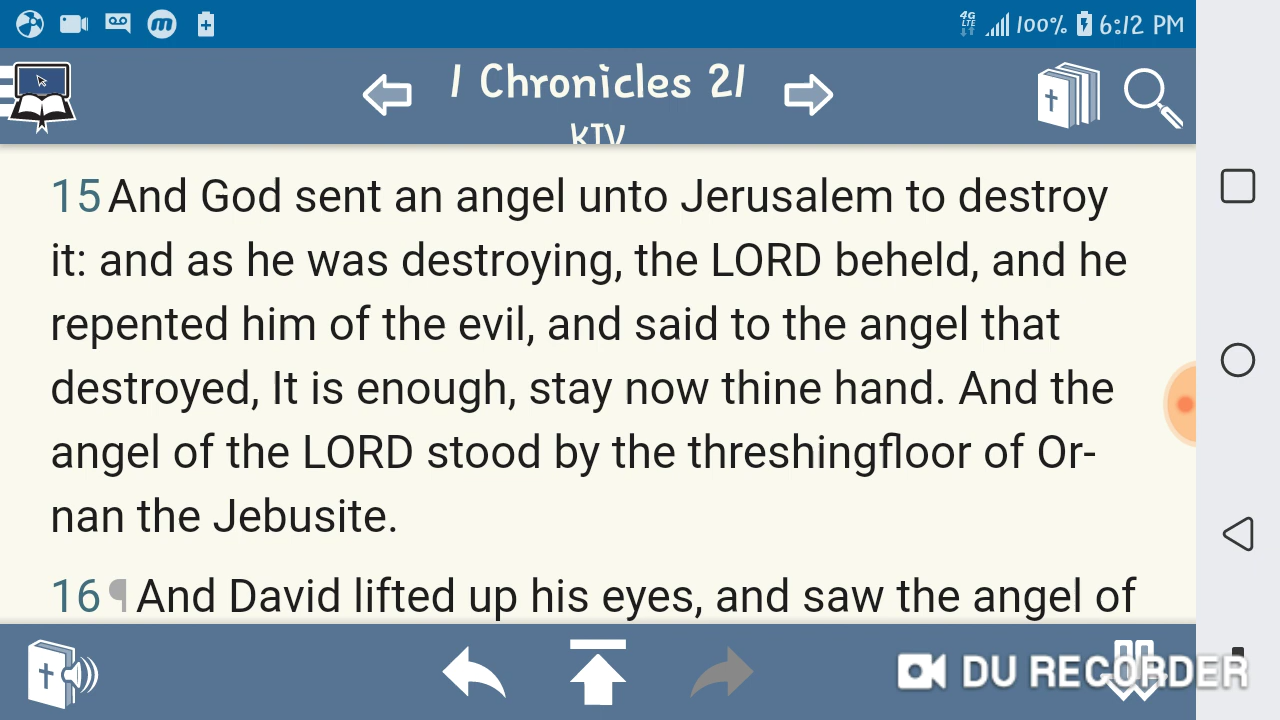 4G LTE 100% 6:12 PM
1 Chronicles 21
KJV
15 And God sent an angel unto Jerusalem to destroy
it: and as he was destroying, the LORD beheld, and he
repented him of the evil, and said to the angel that
destroyed, It is enough, stay now thine hand. And the
angel of the LORD stood by the threshingfloor of Or-
nan the Jebusite.
16 ¶ And David lifted up his eyes, and saw the angel of
DU RECORDER